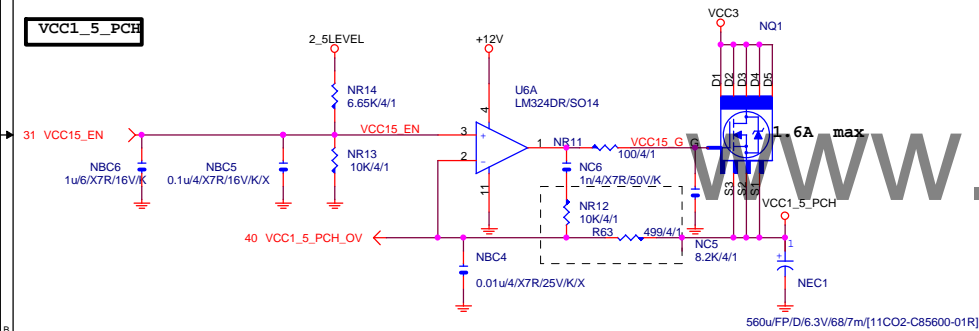 VCC1_5_PCH
2_5LEVEL
+12V
VCC3
NQ1
D1
D2
D3
D4
D5
NR14
6.65K/4/1
U6A
LM324DR/SO14
4
31 VCC15_EN
VCC15_EN
3
+
1
NR11
VCC15_G
G
1.6A max
2
-
100/4/1
NBC6
1u/6/X7R/16V/K
NBC5
0.1u/4/X7R/16V/K/X
NR13
10K/4/1
NC6
1n/4/X7R/50V/K
11
S3
S2
S1
www.
NR12
10K/4/1
VCC1_5_PCH
40 VCC1_5_PCH_OV
R63
499/4/1
NC5
8.2K/4/1
1
+
NBC4
0.01u/4/X7R/25V/K/X
NEC1
560u/FP/D/6.3V/68/7m/[11CO2-C85600-01R]
B